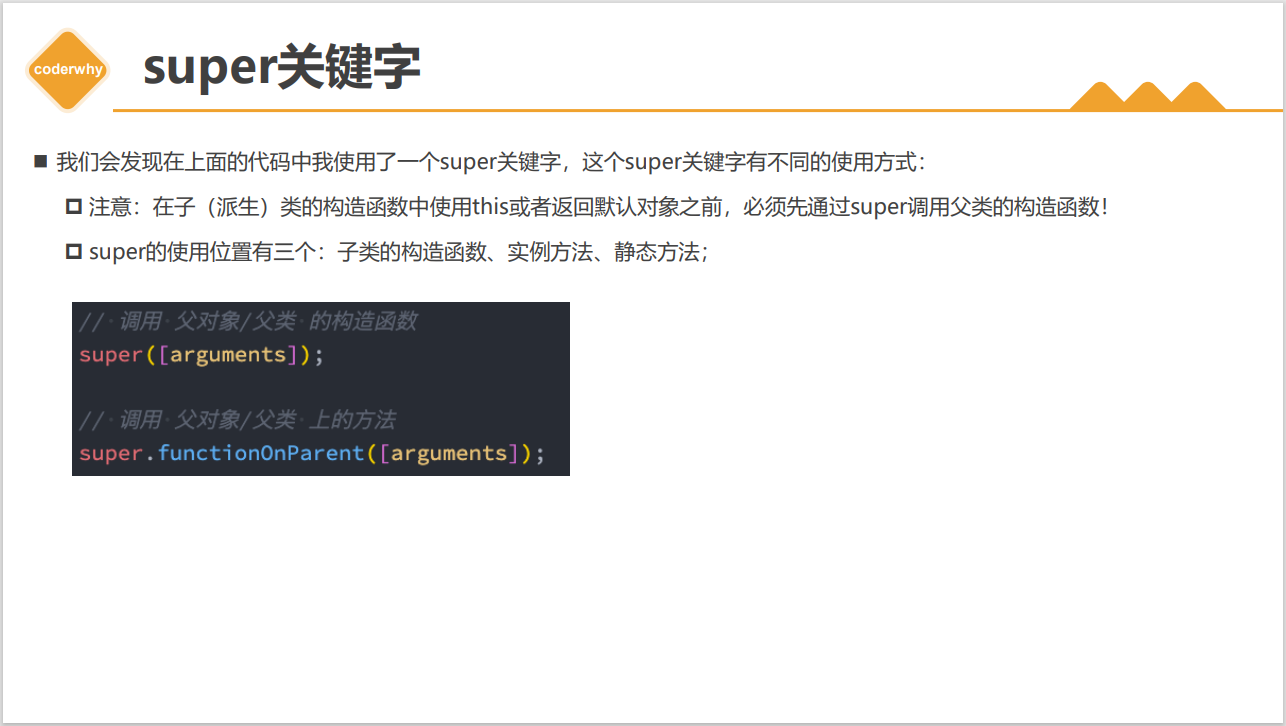 coderwhy
super关键字
我们会发现在上面的代码中我使用了一个super关键字，这个super关键字有不同的使用方式：
注意：在子（派生）类的构造函数中使用this或者返回默认对象之前，必须先通过super调用父类的构造函数！
super的使用位置有三个：子类的构造函数、实例方法、静态方法；
// 调用 父对象/父类 的构造函数
super([arguments]);
// 调用 父对象/父类 上的方法
super.functionOnParent([arguments]);